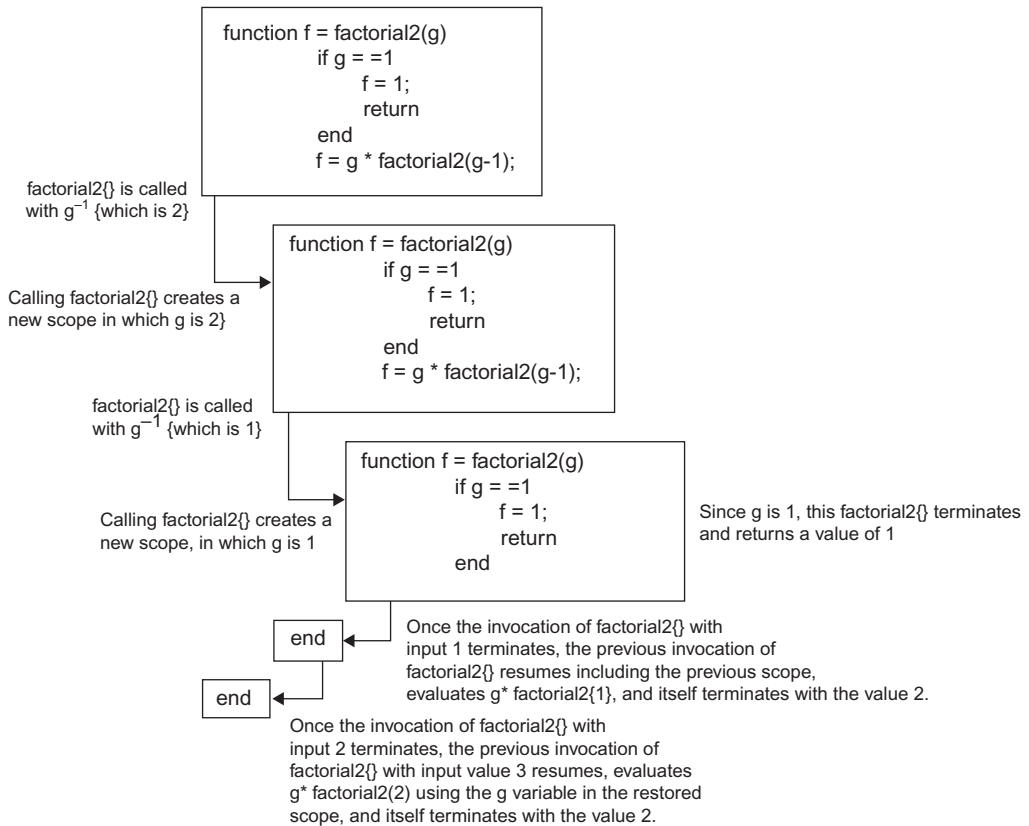 function f = factorial2(g)
if g = =1
f = 1;
return
end
f = g * factorial2(g-1);
factorial2{} is called
with g⁻¹ {which is 2}
function f = factorial2(g)
if g = =1
f = 1;
return
end
f = g * factorial2(g-1);
Calling factorial2{} creates a
new scope in which g is 2}
factorial2{} is called
with g⁻¹ {which is 1}
function f = factorial2(g)
if g = =1
f = 1;
return
end
Calling factorial2{} creates a
new scope, in which g is 1
Since g is 1, this factorial2{} terminates
and returns a value of 1
end
Once the invocation of factorial2{} with
input 1 terminates, the previous invocation of
factorial2{} resumes including the previous scope,
evaluates g* factorial2{1}, and itself terminates with the value 2.
end
Once the invocation of factorial2{} with
input 2 terminates, the previous invocation of
factorial2{} with input value 3 resumes, evaluates
g* factorial2(2) using the g variable in the restored
scope, and itself terminates with the value 2.